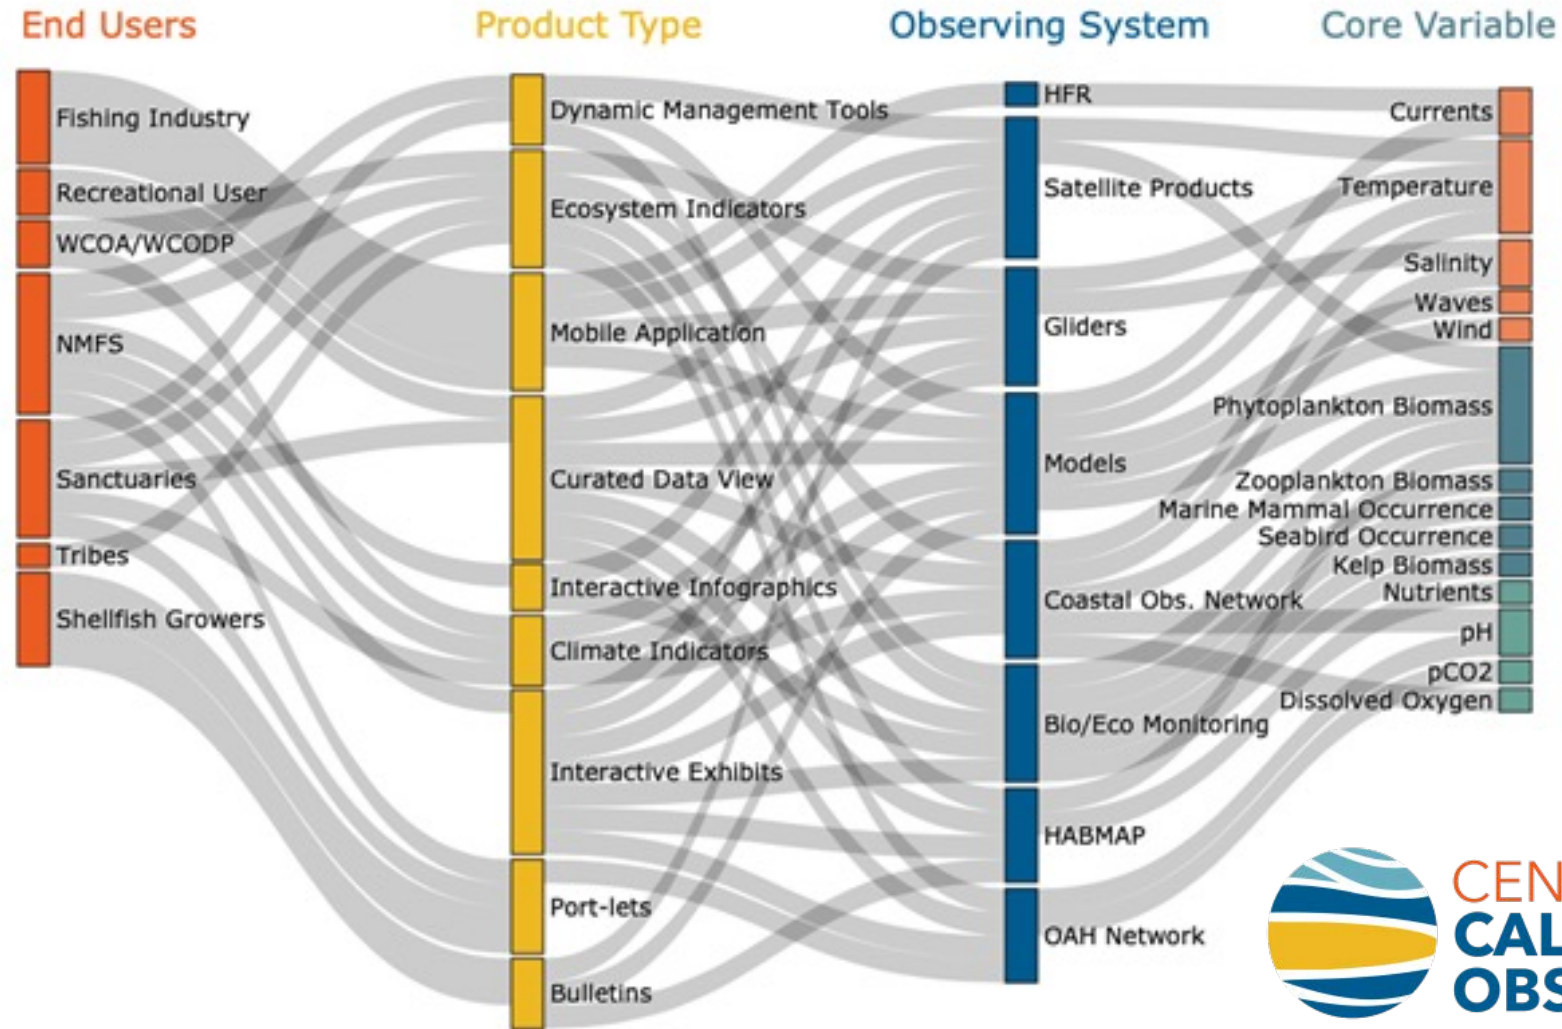 End Users
Product Type
Observing System
Core Variable
Fishing Industry
Recreational User
WCOA/WCODP
NMFS
Sanctuaries
Tribes
Shellfish Growers
Dynamic Management Tools
Ecosystem Indicators
Mobile Application
Curated Data View
Interactive Infographics
Climate Indicators
Interactive Exhibits
Port-lets
Bulletins
HFR
Satellite Products
Gliders
Models
Coastal Obs. Network
Bio/Eco Monitoring
HABMAP
OAH Network
Currents
Temperature
Salinity
Waves
Wind
Phytoplankton Biomass
Zooplankton Biomass
Marine Mammal Occurrence
Seabird Occurrence
Kelp Biomass
Nutrients
pH
pCO2
Dissolved Oxygen
CEN
CAL
OBS